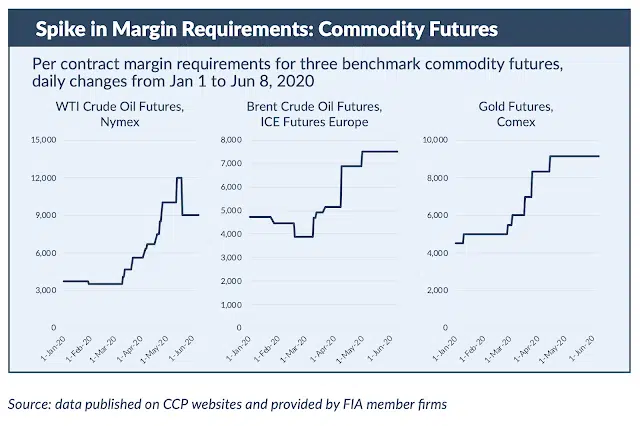 Spike in Margin Requirements: Commodity Futures
Per contract margin requirements for three benchmark commodity futures,
daily changes from Jan 1 to Jun 8, 2020
WTI Crude Oil Futures,
Nymex
15,000
12,000
9,000
6,000
3,000
0
1-Jan-20
1-Feb-20
1-Mar-20
1-Apr-20
1-May-20
1-Jun-20
Brent Crude Oil Futures,
ICE Futures Europe
8,000
7,000
6,000
5,000
4,000
3,000
2,000
1,000
0
1-Jan-20
1-Feb-20
1-Mar-20
1-Apr-20
1-May-20
1-Jun-20
Gold Futures,
Comex
10,000
8,000
6,000
4,000
2,000
0
1-Jan-20
1-Feb-20
1-Mar-20
1-Apr-20
1-May-20
1-Jun-20
Source: data published on CCP websites and provided by FIA member firms